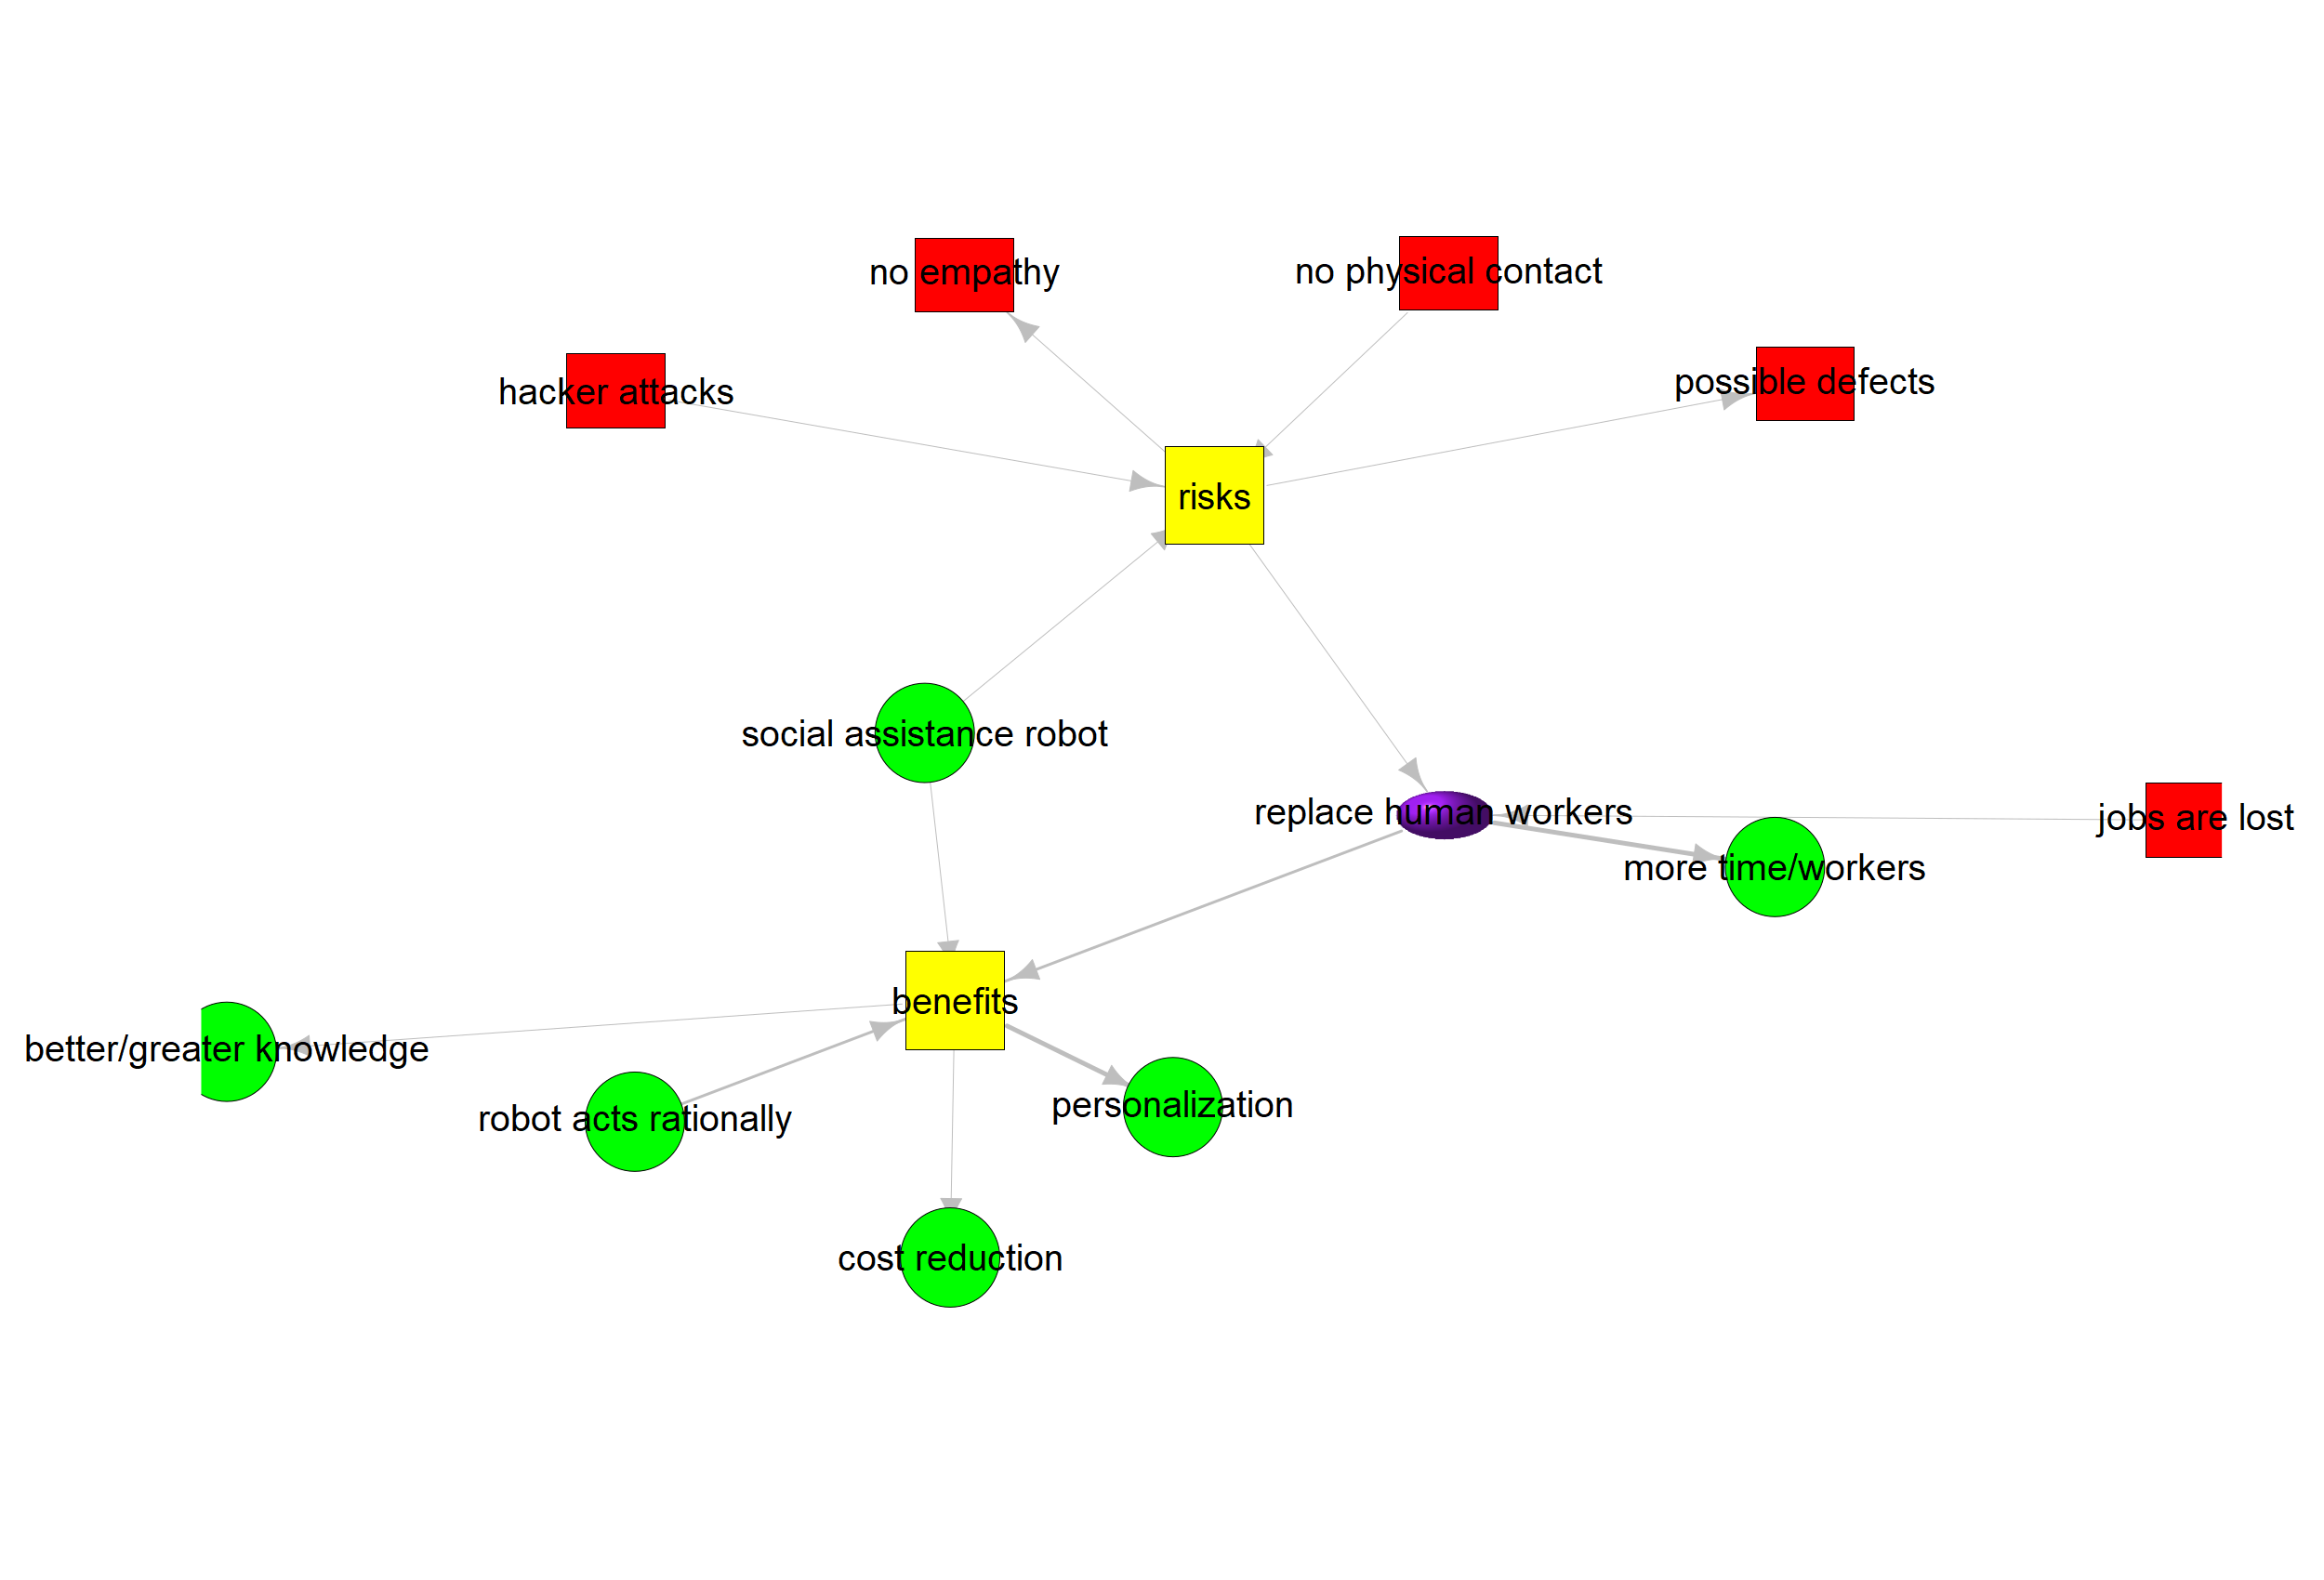 no empathy
no physical contact
hacker attacks
possible defects
risks
social assistance robot
replace human workers
jobs are lost
more time/workers
benefits
better/greater knowledge
robot acts rationally
personalization
cost reduction